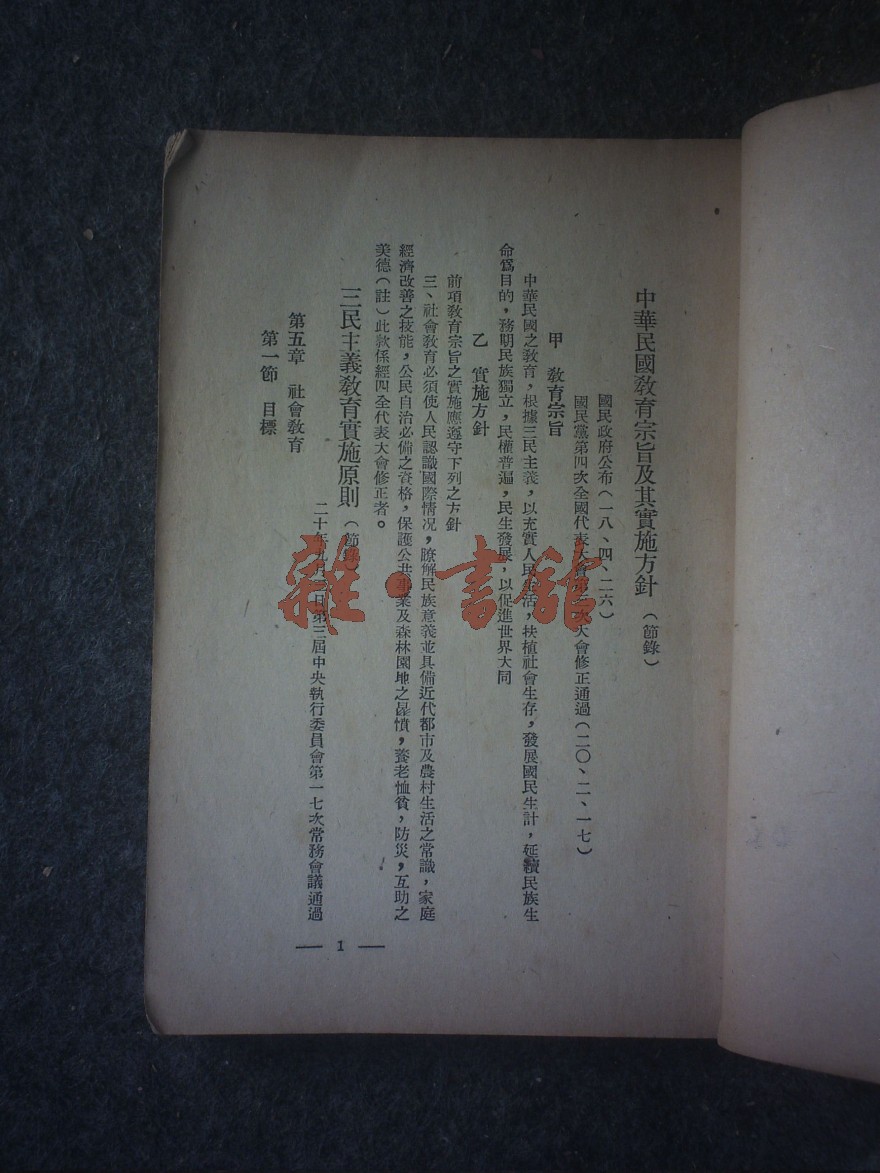 中華民國教育宗旨及其實施方針(節錄)
國民政府公布(一八、四、二六)
國民黨第四次全國代表大會第 次大會修正通過(二〇、二、一七)
甲 教育宗旨
中華民國之教育,根據三民主義,以充實人民生活,扶植社會生存,發展國民生計,延續民族生
命爲目的,務期民族獨立,民權普遍,民生發展,以促進世界大同
乙 實施方針
前項教育宗旨之實施應遵守下列之方針
三、社會教育必須使人民認識國際情況,瞭解民族意義並具備近代都市及農村生活之常識,家庭
經濟改善之技能,公民自治必備之資格,保護公共事業及森林園地之習慣,養老恤貧,防災,互助之
美德(註)此款係經四全代表大會修正者。
三民主義教育實施原則(節錄)
二十年九月 日第三屆中央執行委員會第一七次常務會議通過
第五章 社會教育
第一節 目標
— 1 —
雜·書館